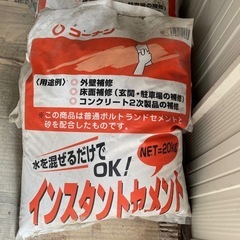 コーナン
〈用途例〉
○外壁補修
○床面補修(玄関・駐車場の補修)
○コンクリート2次製品の補修
※この商品は普通ポルトランドセメントと
砂を配合したものです。
水を混ぜるだけで
OK!
NET=20kg
インスタントセメント